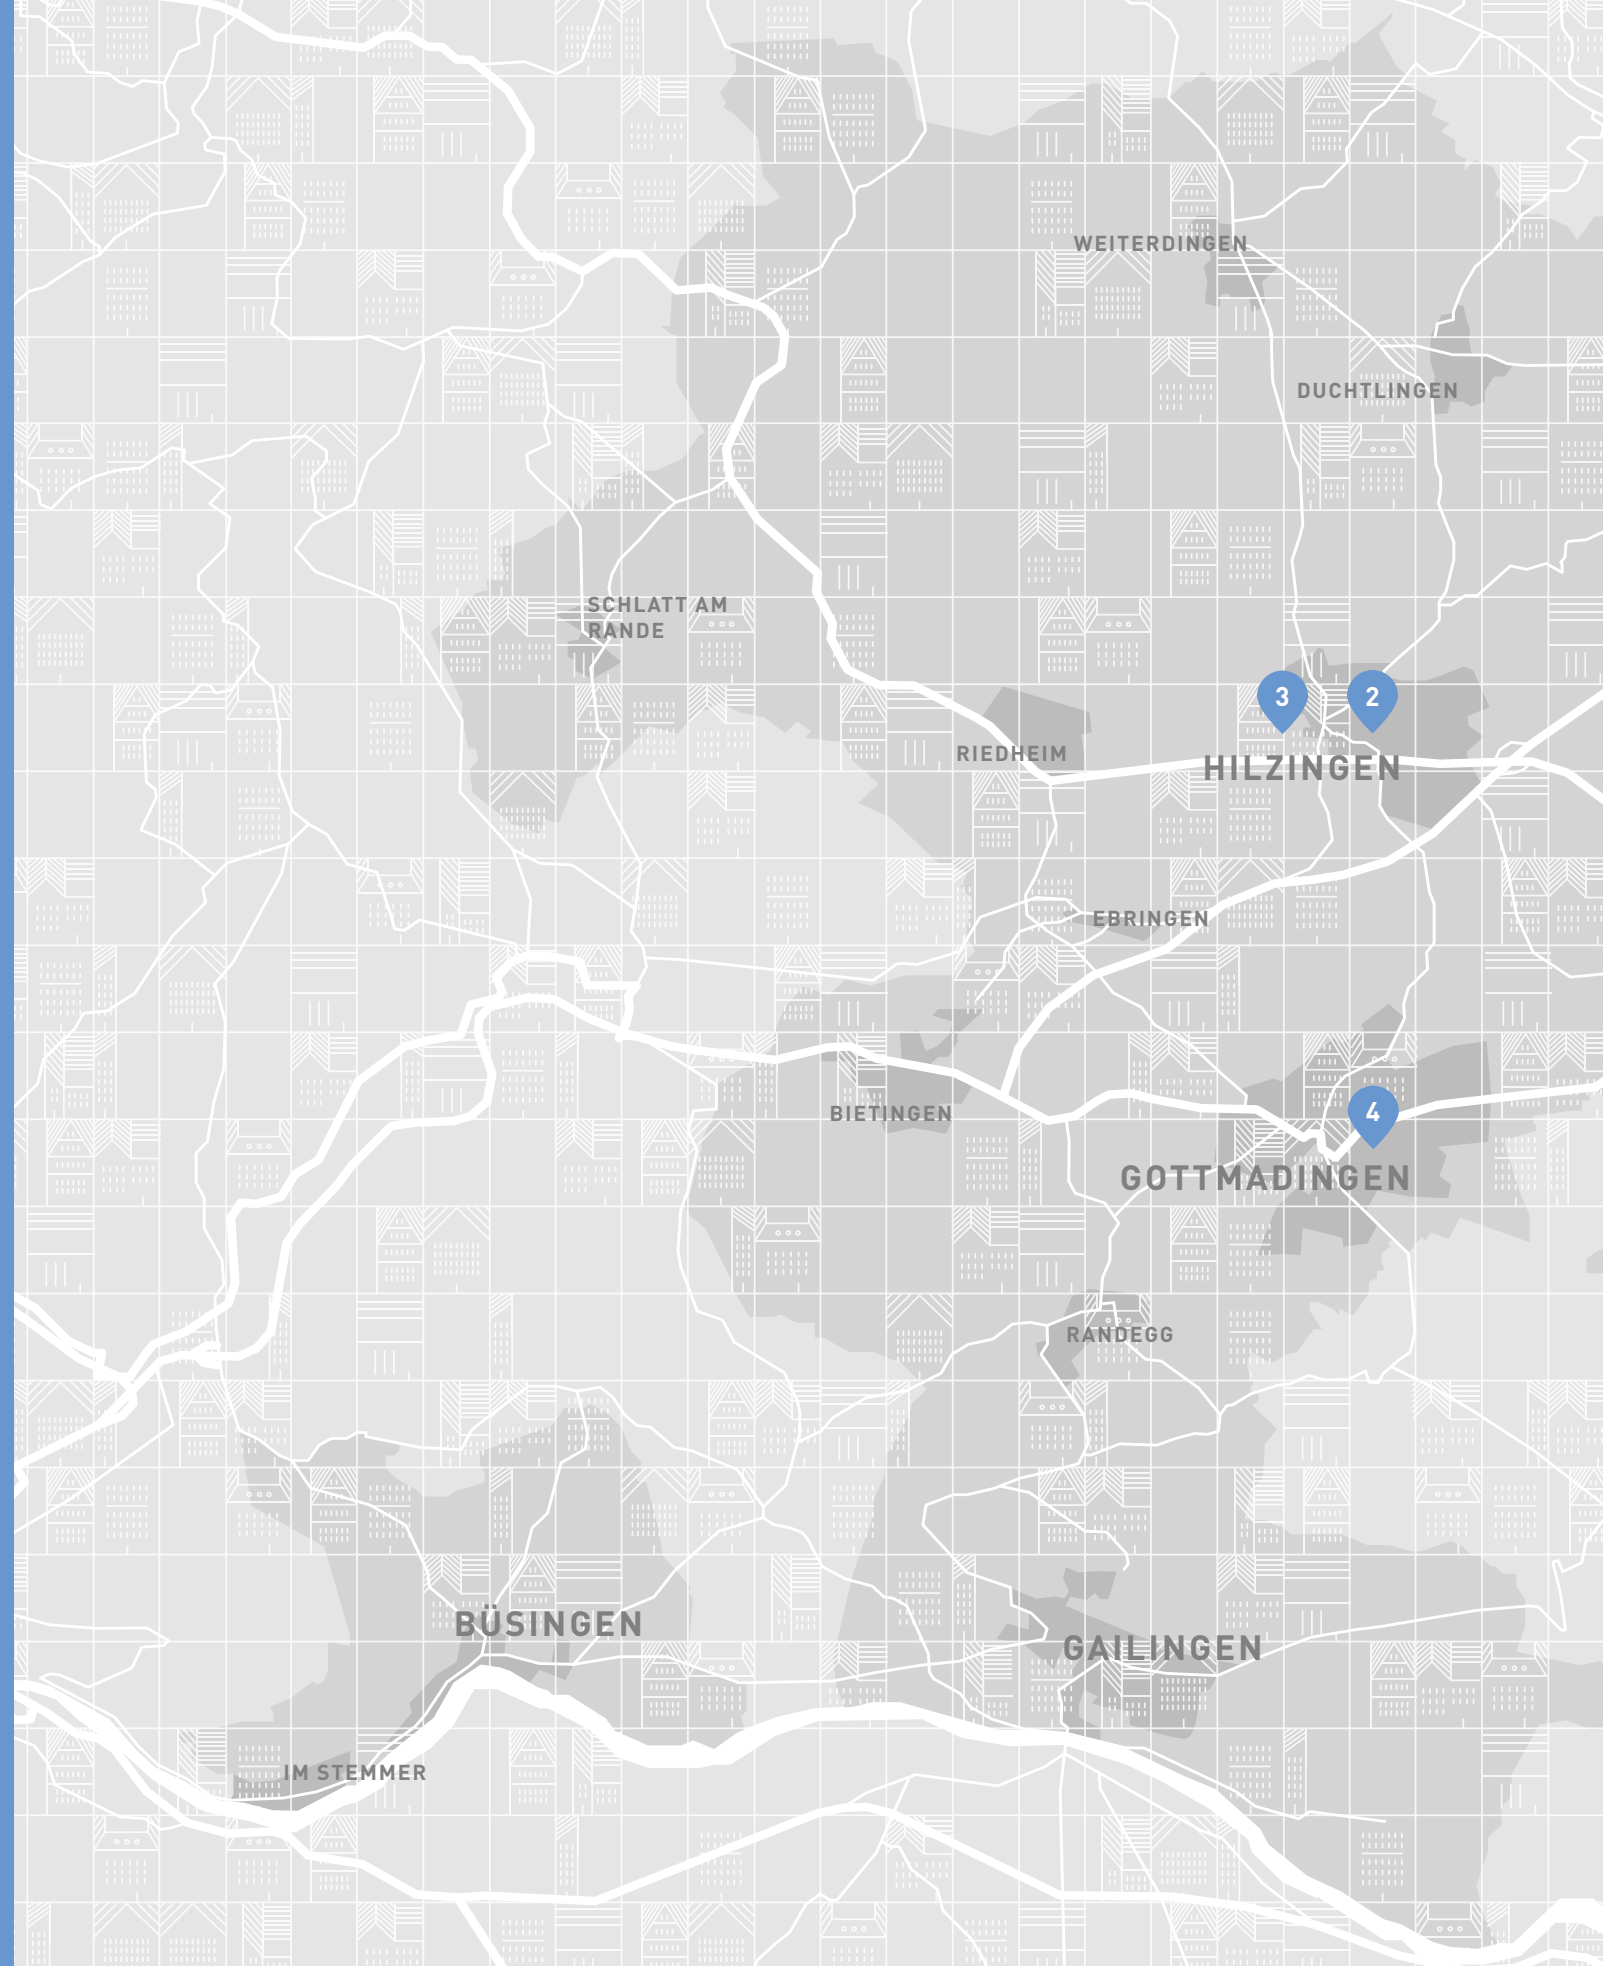 WEITERDINGEN
DUCHTLINGEN
SCHLATT AM
RANDE
3
2
RIEDHEIM
HILZINGEN
EBRINGEN
BIETINGEN
4
GOTTMADINGEN
RANDEGG
BÜSINGEN
GAILINGEN
IM STEMMER